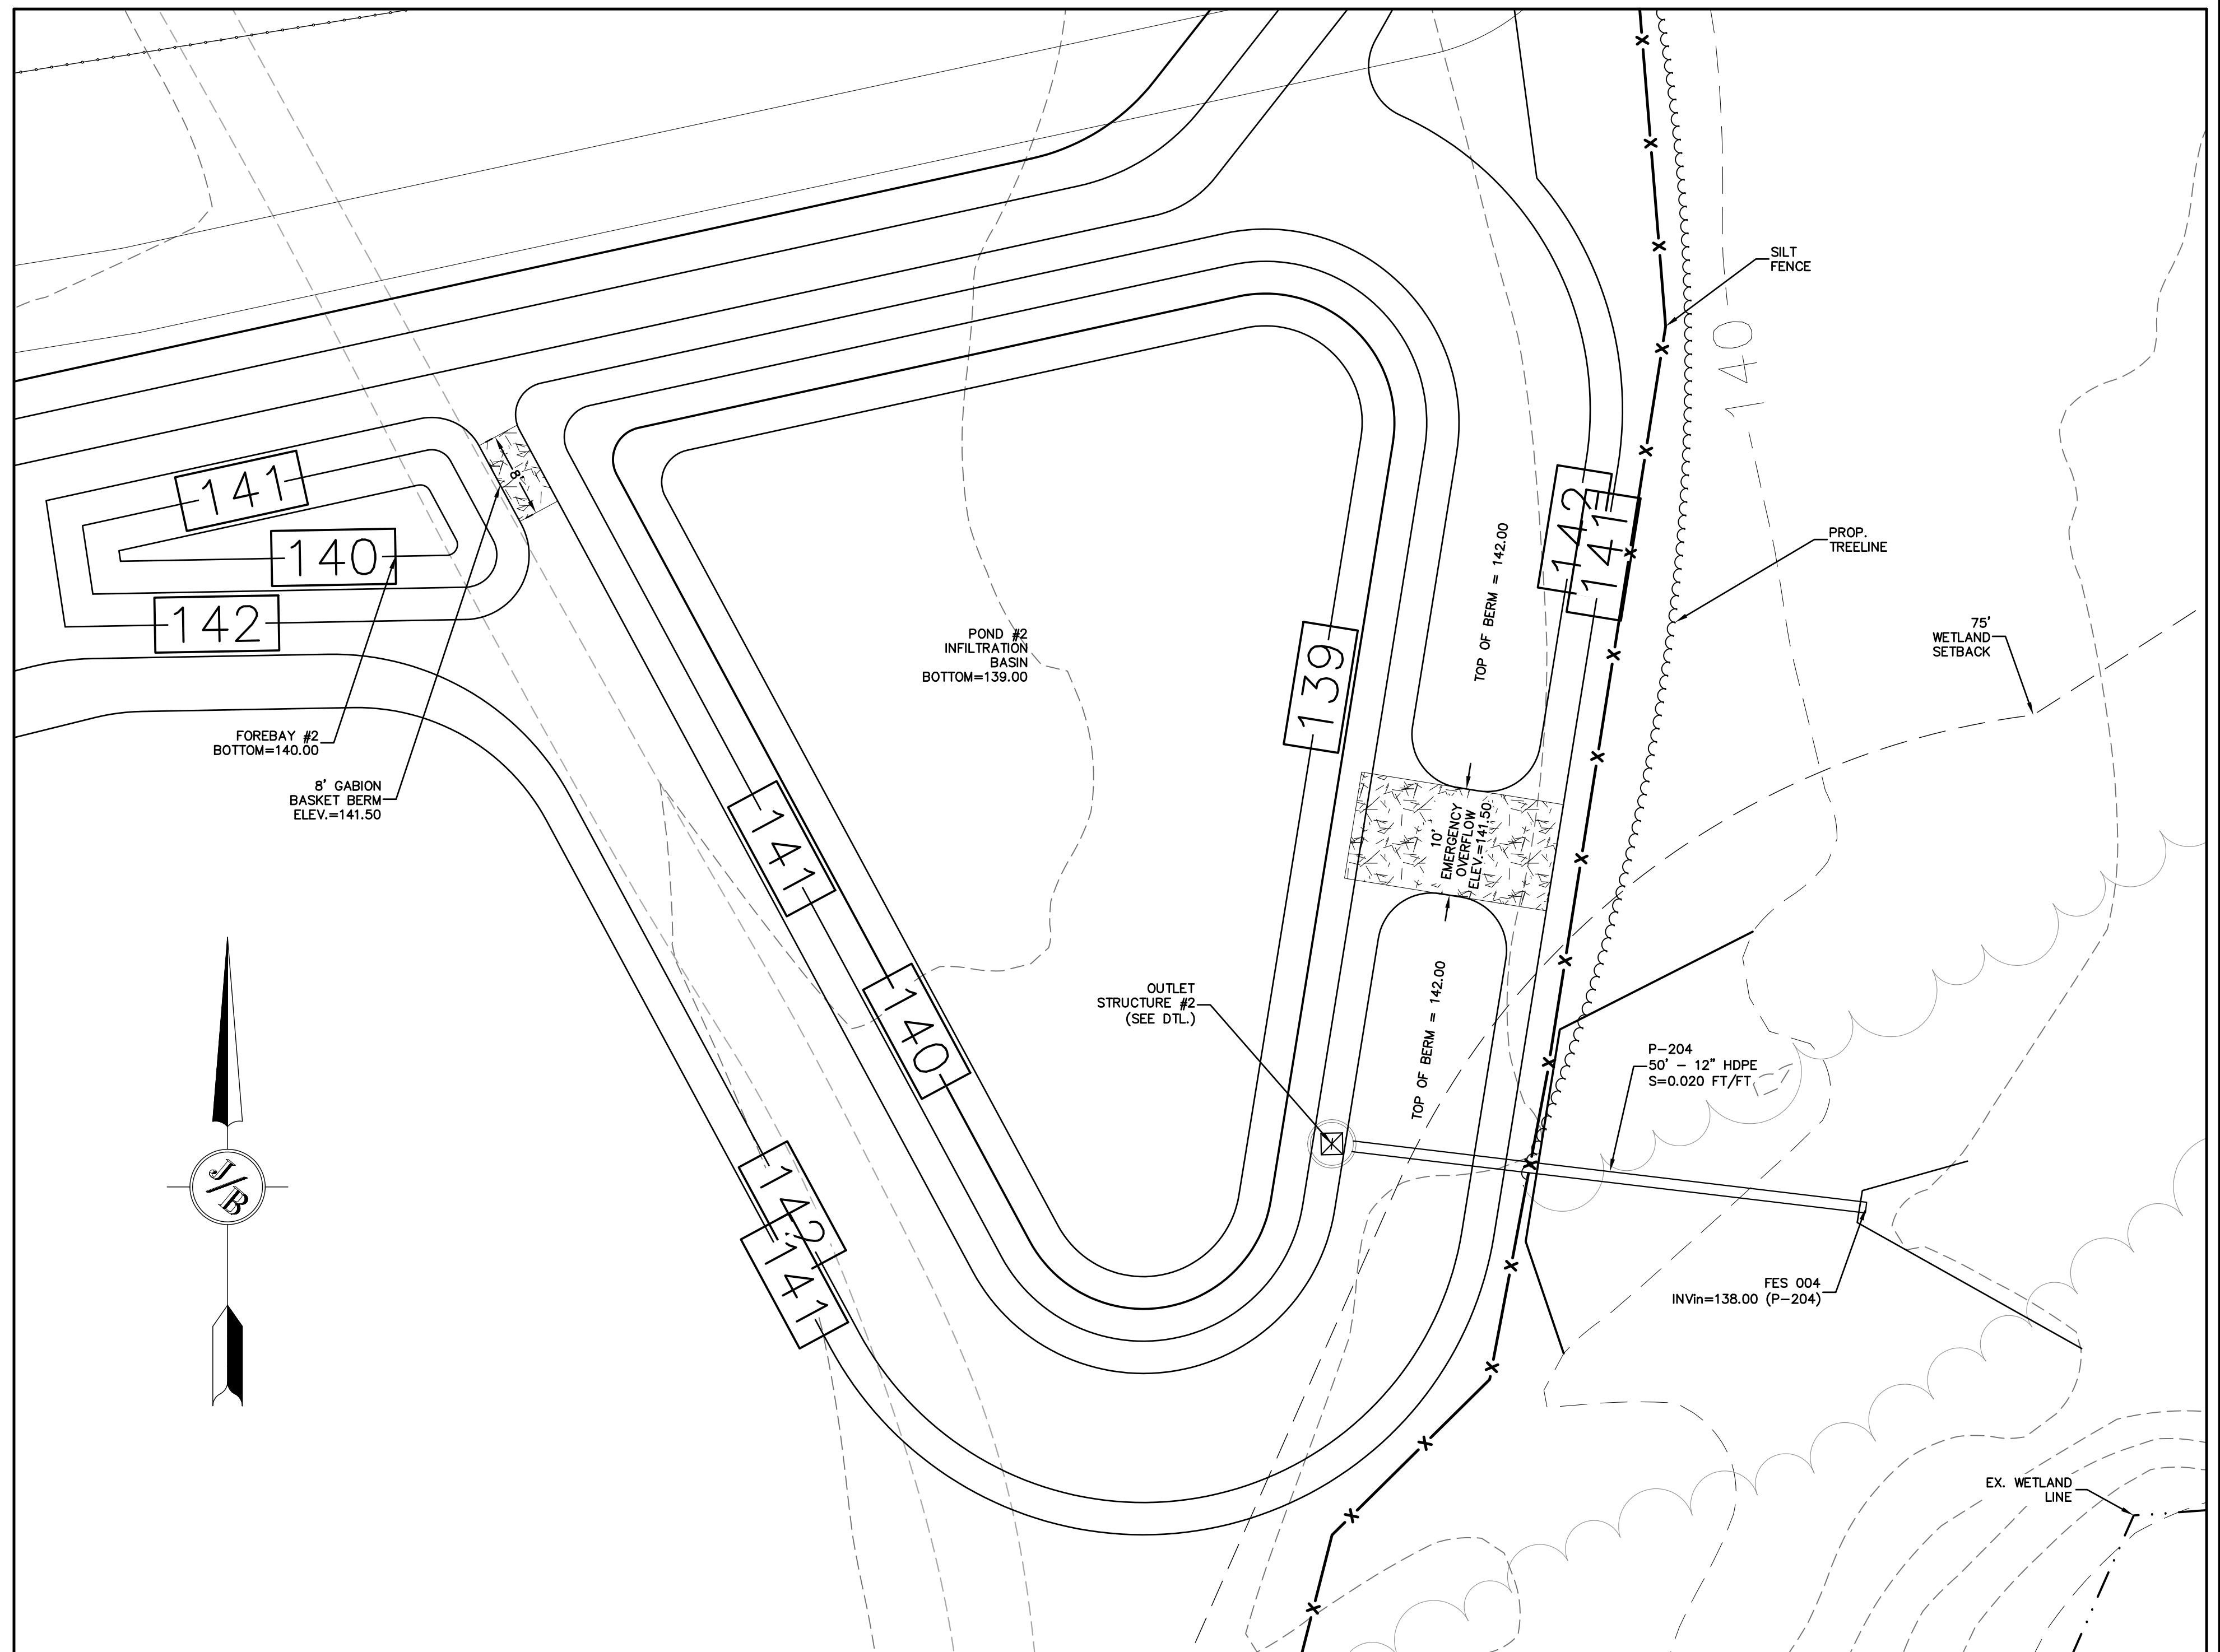 SILT
FENCE
140
141
8'
140
142
142
141
PROP.
TREELINE
TOP OF BERM = 142.00
75'
WETLAND
SETBACK
POND #2
INFILTRATION
BASIN
BOTTOM=139.00
139
FOREBAY #2
BOTTOM=140.00
8' GABION
BASKET BERM
ELEV.=141.50
141
10'
EMERGENCY
OVERFLOW
ELEV.=141.50
140
OUTLET
STRUCTURE #2
(SEE DTL.)
TOP OF BERM = 142.00
P-204
50' - 12" HDPE
S=0.020 FT/FT
J/B
142
141
FES 004
INVin=138.00 (P-204)
EX. WETLAND
LINE